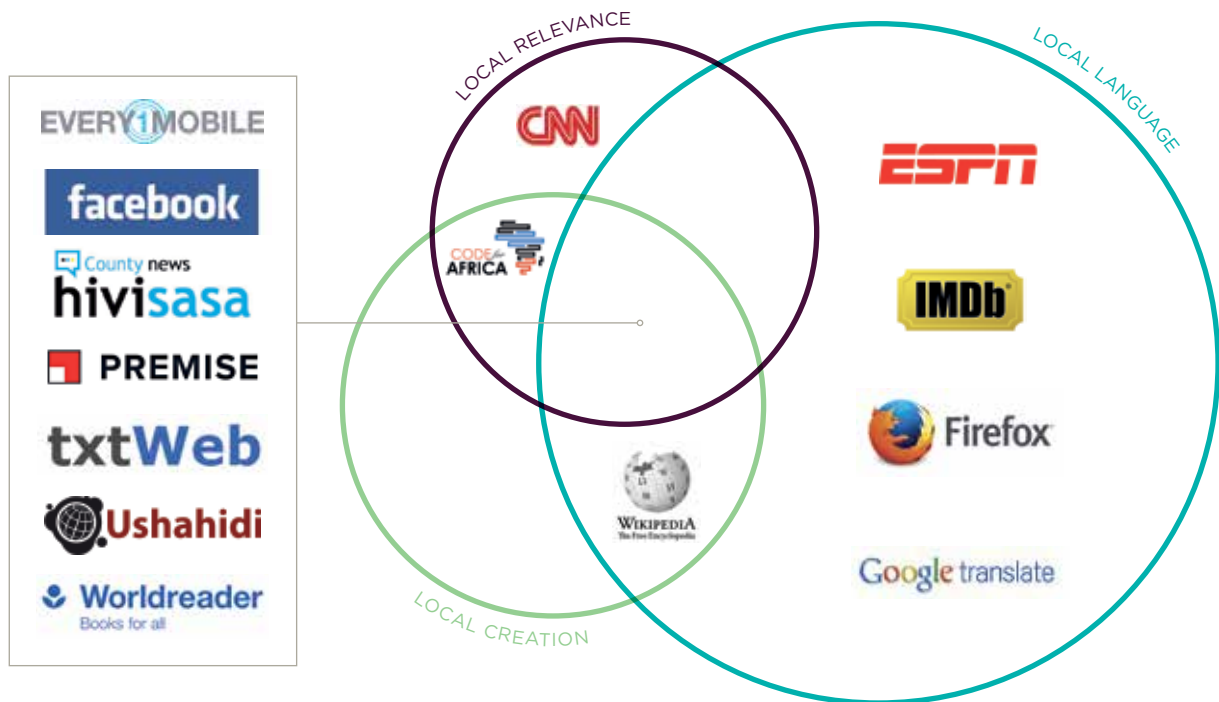 LOCAL RELEVANCE
LOCAL LANGUAGE
EVERY1MOBILE
facebook
County news
hivisasa
PREMISE
txtWeb
Ushahidi
Worldreader
Books for all
CNN
CODE for
AFRICA
ESPN
IMDb
Firefox
WIKIPEDIA
The Free Encyclopedia
Google translate
LOCAL CREATION